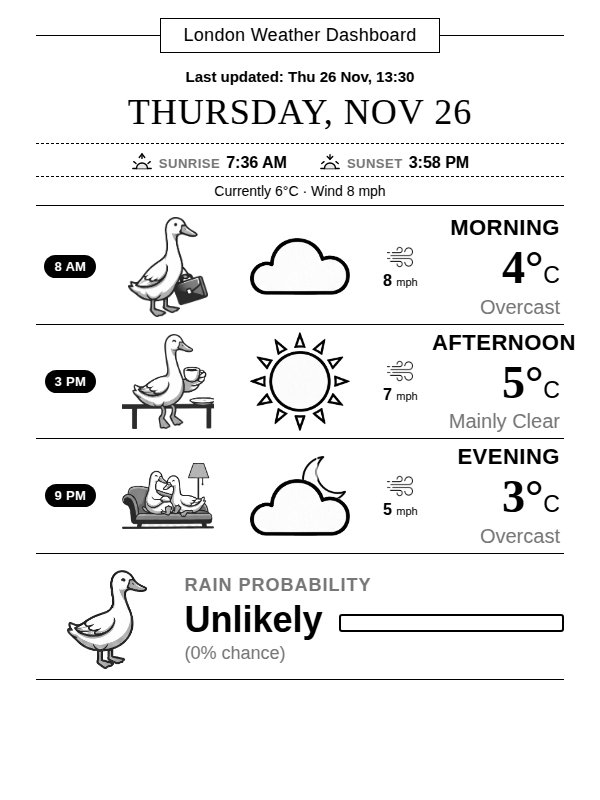 London Weather Dashboard
Last updated: Thu 26 Nov, 13:30
THURSDAY, NOV 26
SUNRISE 7:36 AM SUNSET 3:58 PM
Currently 6°C · Wind 8 mph
MORNING
8 AM 8 mph 4°C
Overcast
AFTERNOON
3 PM 7 mph 5°C
Mainly Clear
EVENING
9 PM 5 mph 3°C
Overcast
RAIN PROBABILITY
Unlikely
(0% chance)